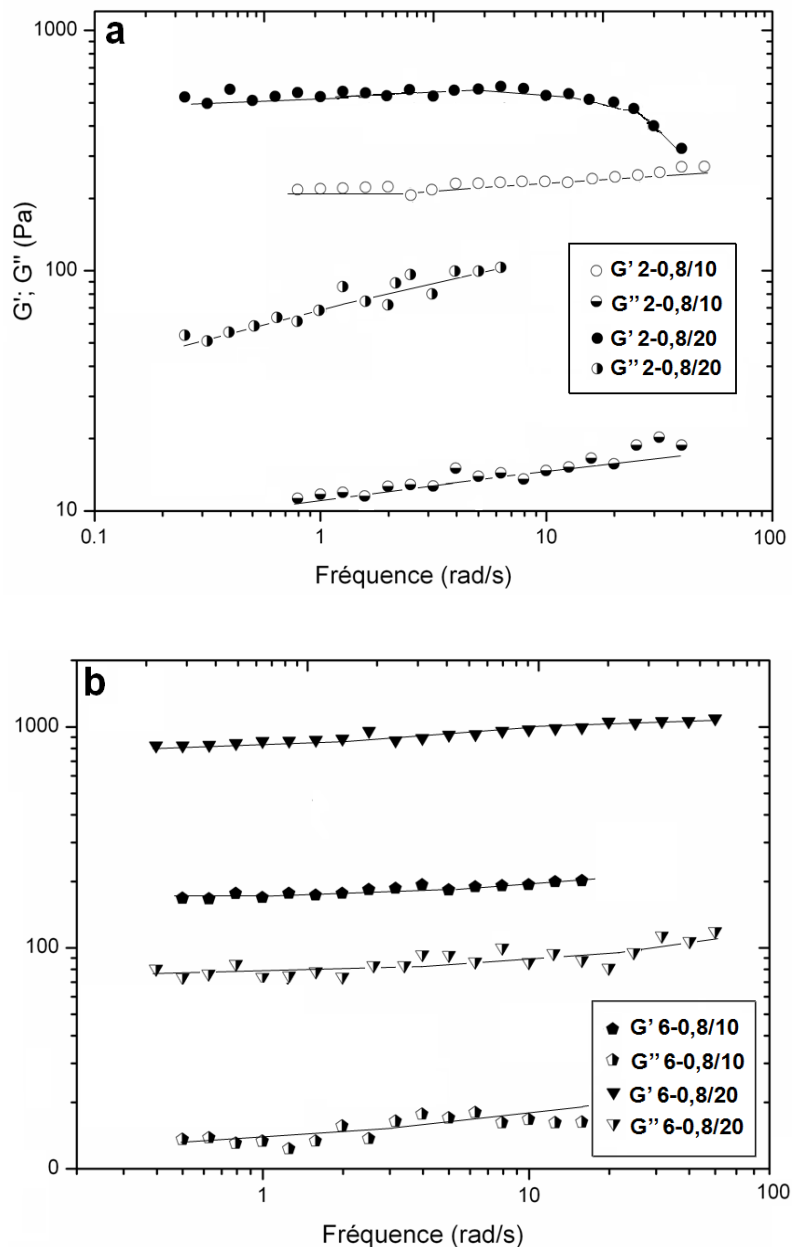 a
1000
100
10
G'; G'' (Pa)
G' 2-0,8/10
G'' 2-0,8/10
G' 2-0,8/20
G'' 2-0,8/20
0.1
1
10
100
Fréquence (rad/s)
b
1000
100
0
G' 6-0,8/10
G'' 6-0,8/10
G' 6-0,8/20
G'' 6-0,8/20
1
10
100
Fréquence (rad/s)